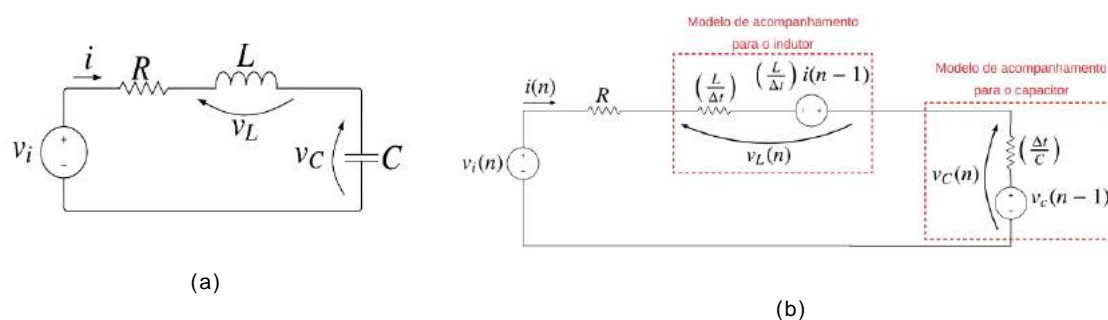 i
R
L
v_L
v_i
+
-
v_C
C
(a)
Modelo de acompanhamento
para o indutor
i(n)
R
(L/Δt)
(L/Δt) i(n−1)
v_L(n)
v_i(n)
+
-
Modelo de acompanhamento
para o capacitor
(Δt/C)
v_C(n)
+
-
v_c(n−1)
(b)